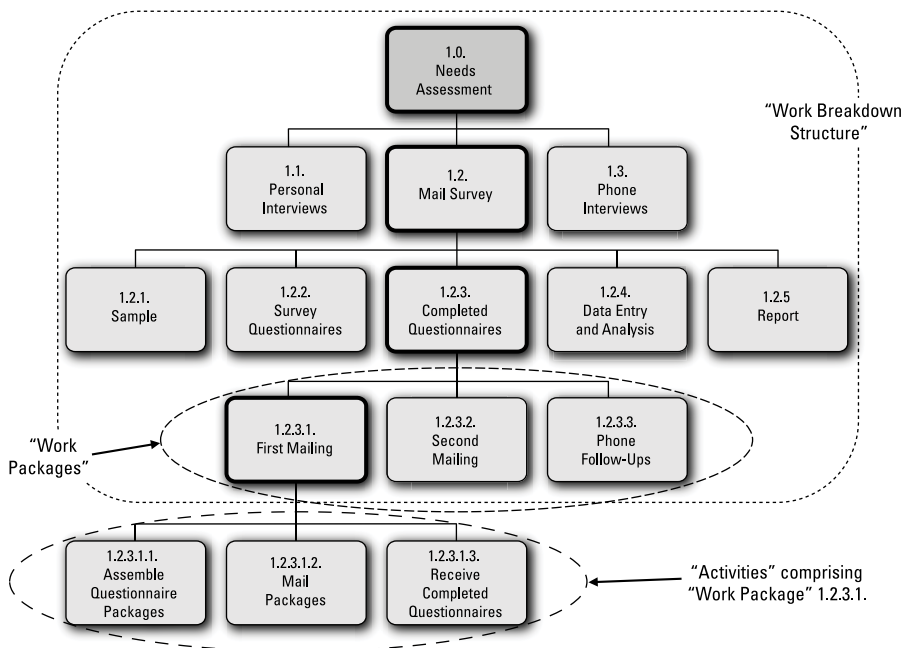 1.0.
Needs
Assessment
“Work Breakdown
Structure”
1.1.
Personal
Interviews
1.2.
Mail Survey
1.3.
Phone
Interviews
1.2.1.
Sample
1.2.2.
Survey
Questionnaires
1.2.3.
Completed
Questionnaires
1.2.4.
Data Entry
and Analysis
1.2.5
Report
“Work
Packages”
1.2.3.1.
First Mailing
1.2.3.2.
Second
Mailing
1.2.3.3.
Phone
Follow-Ups
1.2.3.1.1.
Assemble
Questionnaire
Packages
1.2.3.1.2.
Mail
Packages
1.2.3.1.3.
Receive
Completed
Questionnaires
“Activities” comprising
“Work Package” 1.2.3.1.